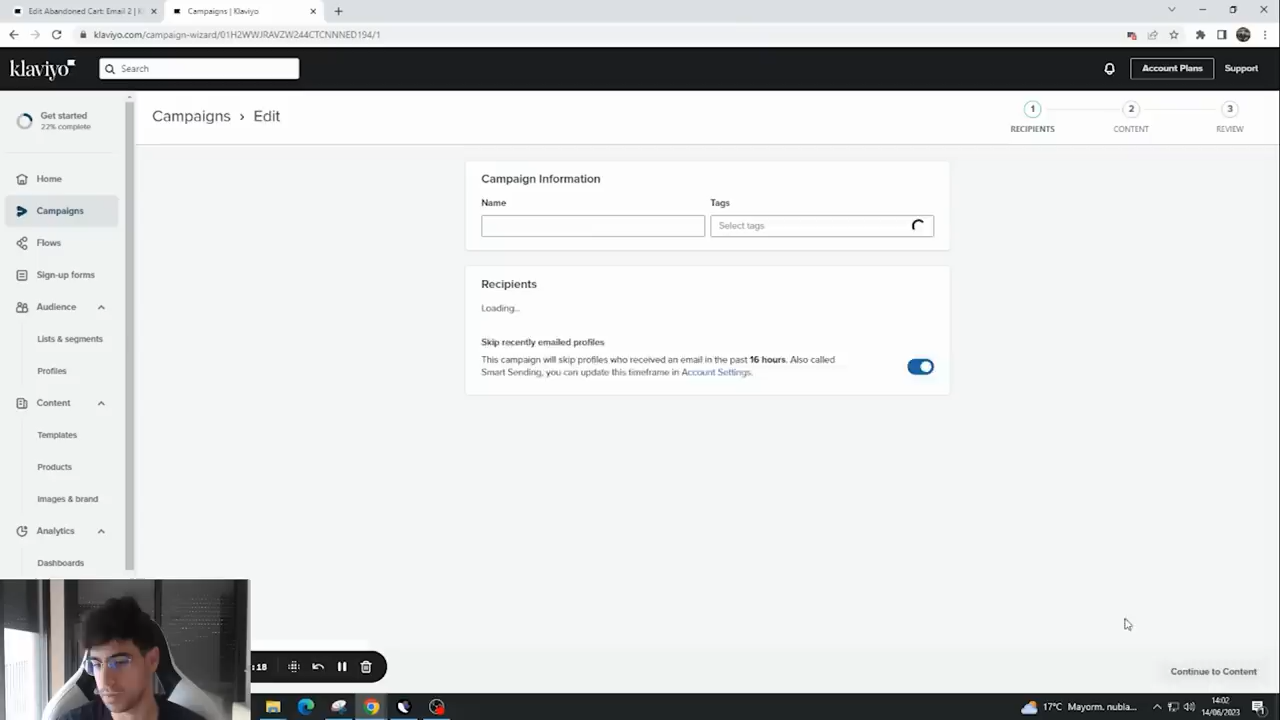 Edit Abandoned Cart: Email 2 | K
Campaigns | Klaviyo
klaviyo.com/campaign-wizard/01H2WWJRAVZW244CTCNNNED194/1
klaviyo
Search
Account Plans
Support
Get started
22% complete
Campaigns › Edit
1
2
3
RECIPIENTS
CONTENT
REVIEW
Home
Campaigns
Flows
Sign-up forms
Audience
Lists & segments
Profiles
Content
Templates
Products
Images & brand
Analytics
Dashboards
Campaign Information
Name
Tags
Select tags
Recipients
Loading...
Skip recently emailed profiles
This campaign will skip profiles who received an email in the past 16 hours. Also called
Smart Sending, you can update this timeframe in Account Settings.
Continue to Content
:18
17°C Mayorm. nubla...
14:02
14/06/2023